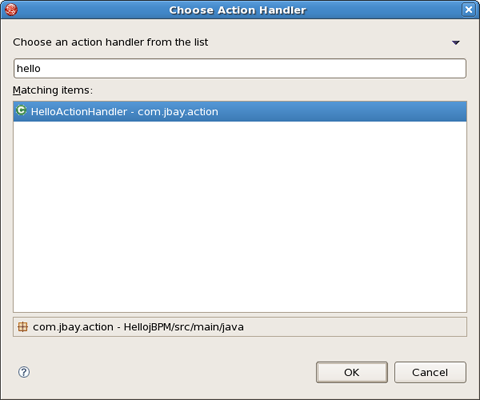 Choose Action Handler
Choose an action handler from the list
hello
Matching items:
HelloActionHandler - com.jbay.action
com.jbay.action - HellojBPM/src/main/java
OK
Cancel